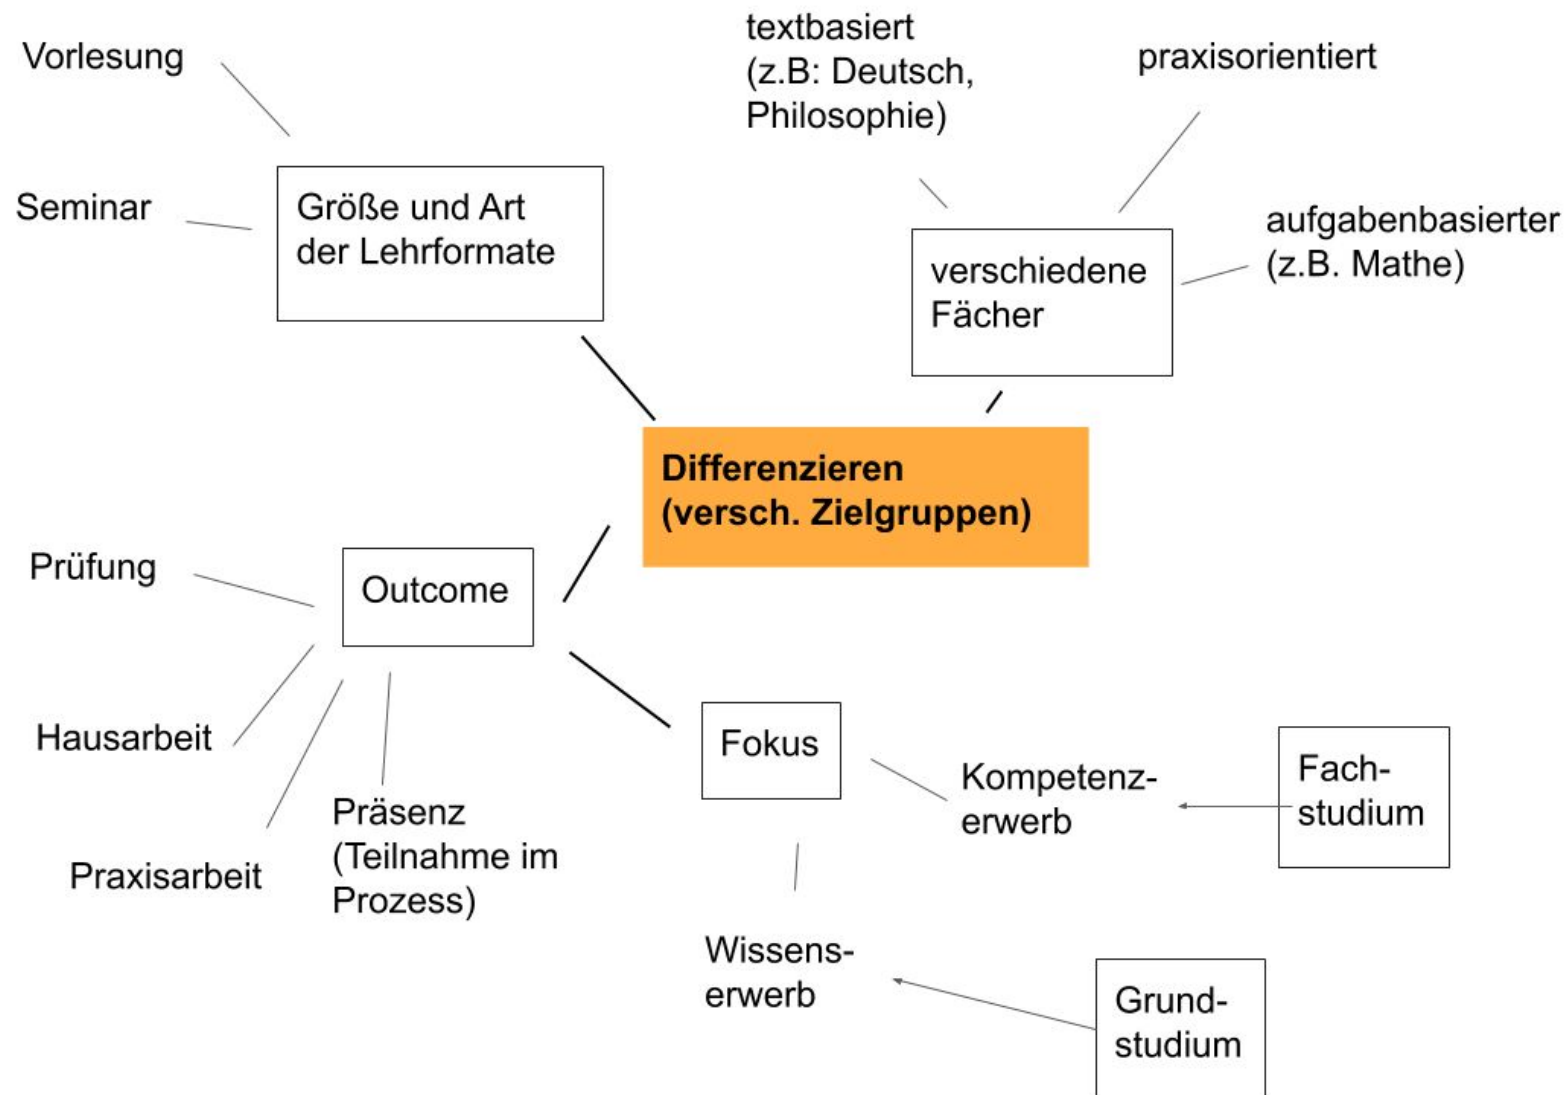 Vorlesung
Seminar
Größe und Art
der Lehrformate
textbasiert
(z.B: Deutsch,
Philosophie)
praxisorientiert
aufgabenbasierter
(z.B. Mathe)
verschiedene
Fächer
Differenzieren
(versch. Zielgruppen)
Prüfung
Outcome
Hausarbeit
Praxisarbeit
Präsenz
(Teilnahme im
Prozess)
Fokus
Kompetenz-
erwerb
Fach-
studium
Wissens-
erwerb
Grund-
studium